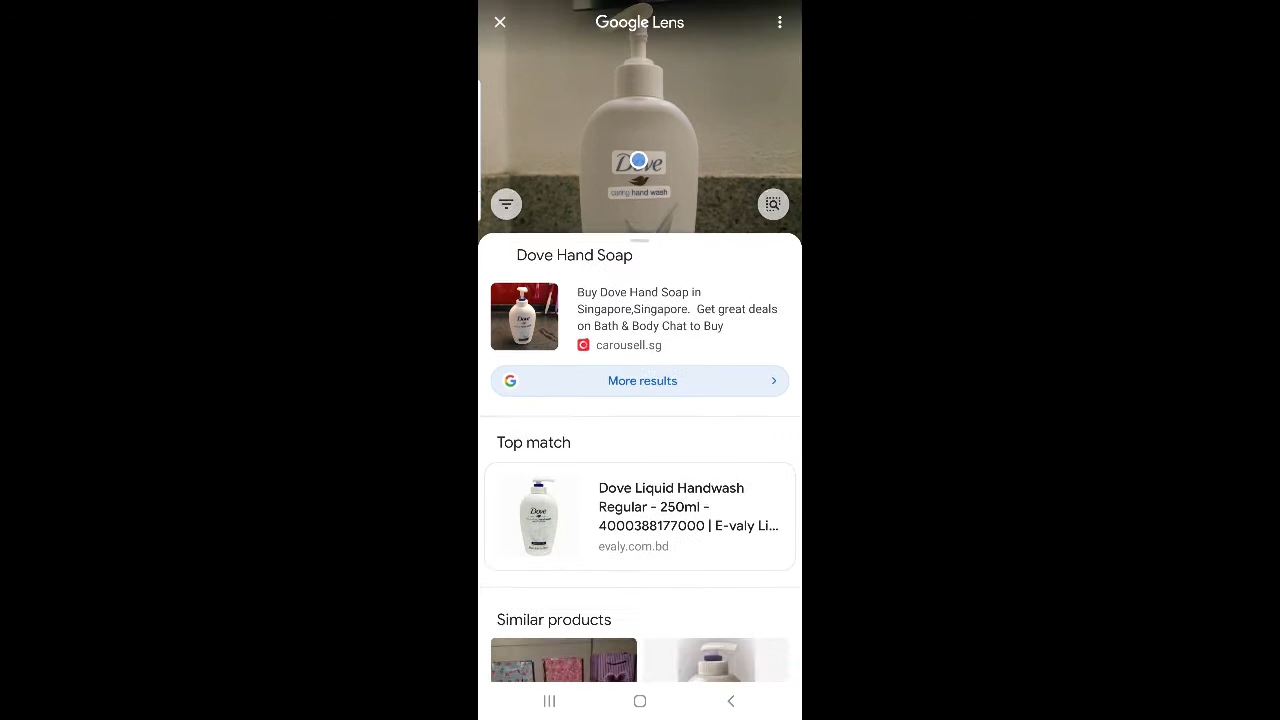 Google Lens
Dove
caring hand wash
Dove Hand Soap
Buy Dove Hand Soap in
Singapore,Singapore. Get great deals
on Bath & Body Chat to Buy
carousell.sg
More results
Top match
Dove Liquid Handwash
Regular - 250ml -
4000388177000 | E-valy Li...
evaly.com.bd
Dove
Dove
Similar products